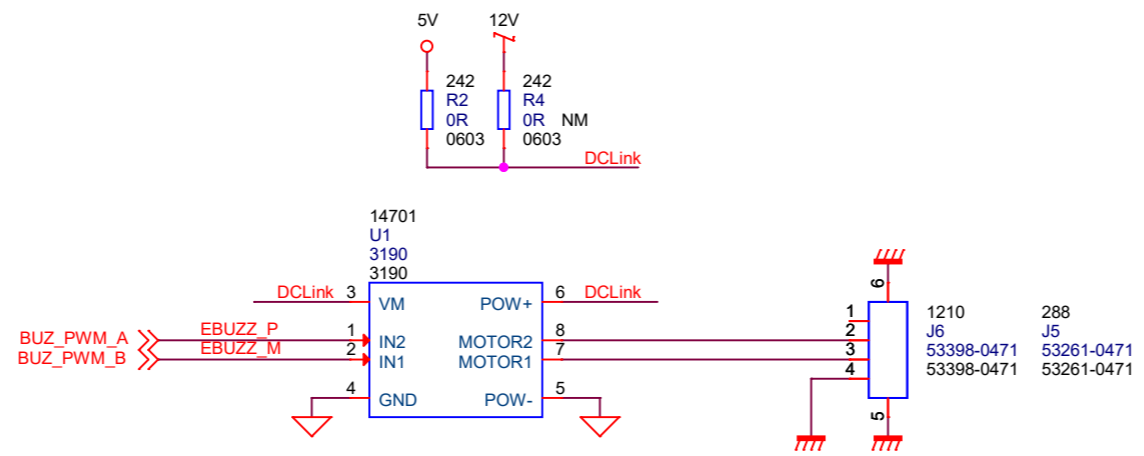 5V
12V
242
R2
0R
0603
242
R4
0R NM
0603
DCLink
14701
U1
3190
3190
DCLink 3 VM
POW+ 6 DCLink
BUZ_PWM_A EBUZZ_P 1 IN2
BUZ_PWM_B EBUZZ_M 2 IN1
MOTOR2 8
MOTOR1 7
4 GND
POW- 5
6
1
2
3
4
5
1210
J6
53398-0471
53398-0471
288
J5
53261-0471
53261-0471